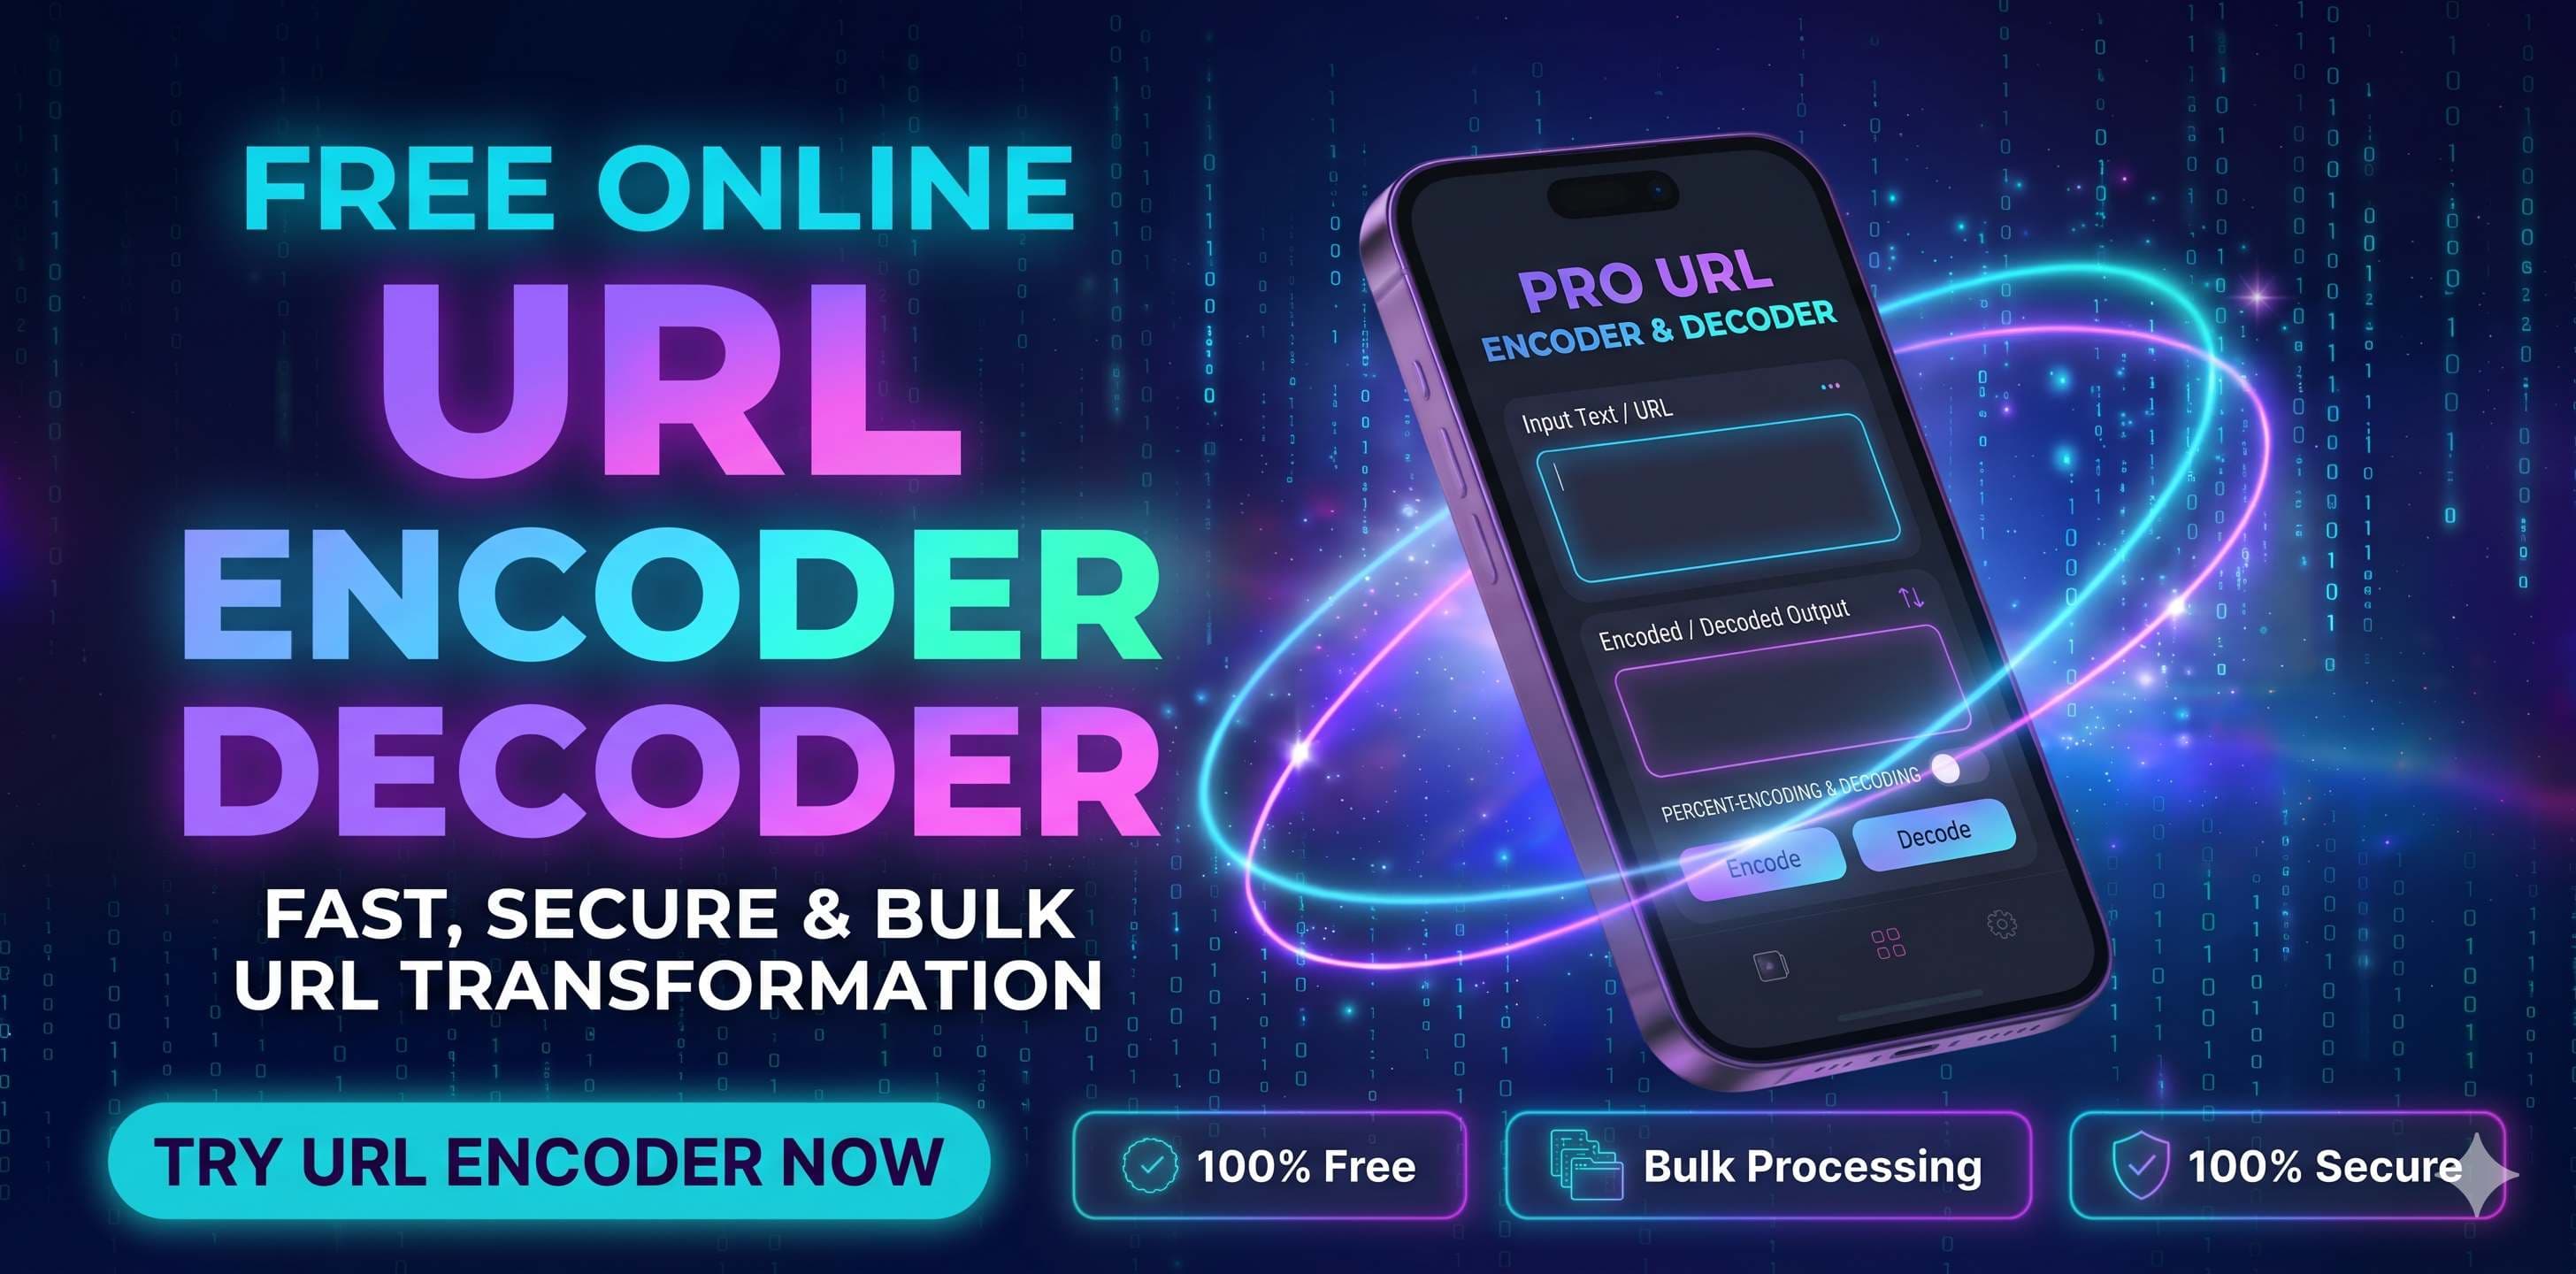 FREE ONLINE
URL
ENCODER
DECODER
FAST, SECURE & BULK
URL TRANSFORMATION
TRY URL ENCODER NOW
PRO URL
ENCODER & DECODER
Input Text / URL
Encoded / Decoded Output
PERCENT-ENCODING & DECODING
Encode
Decode
100% Free
Bulk Processing
100% Secure